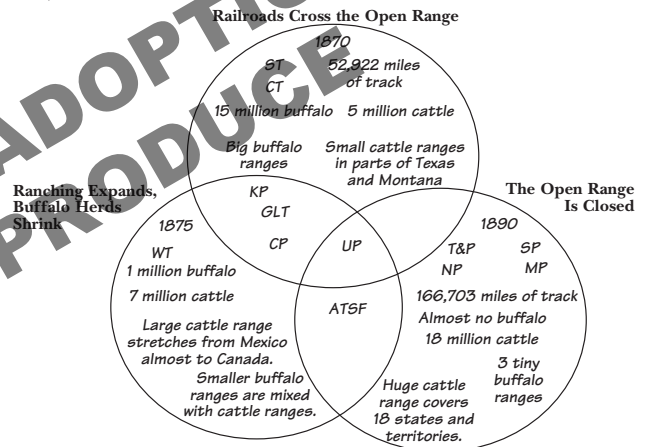 Railroads Cross the Open Range
1870
ST
52,922 miles
of track
CT
15 million buffalo
5 million cattle
Big buffalo
ranges
Small cattle ranges
in parts of Texas
and Montana
Ranching Expands,
Buffalo Herds
Shrink
KP
GLT
CP
UP
The Open Range
Is Closed
1875
WT
1 million buffalo
7 million cattle
Large cattle range
stretches from Mexico
almost to Canada.
Smaller buffalo
ranges are mixed
with cattle ranges.
ATSF
1890
T&P
SP
NP
MP
166,703 miles of track
Almost no buffalo
18 million cattle
3 tiny
buffalo
ranges
Huge cattle
range covers
18 states and
territories.
ADOPTIO
PRODUCE